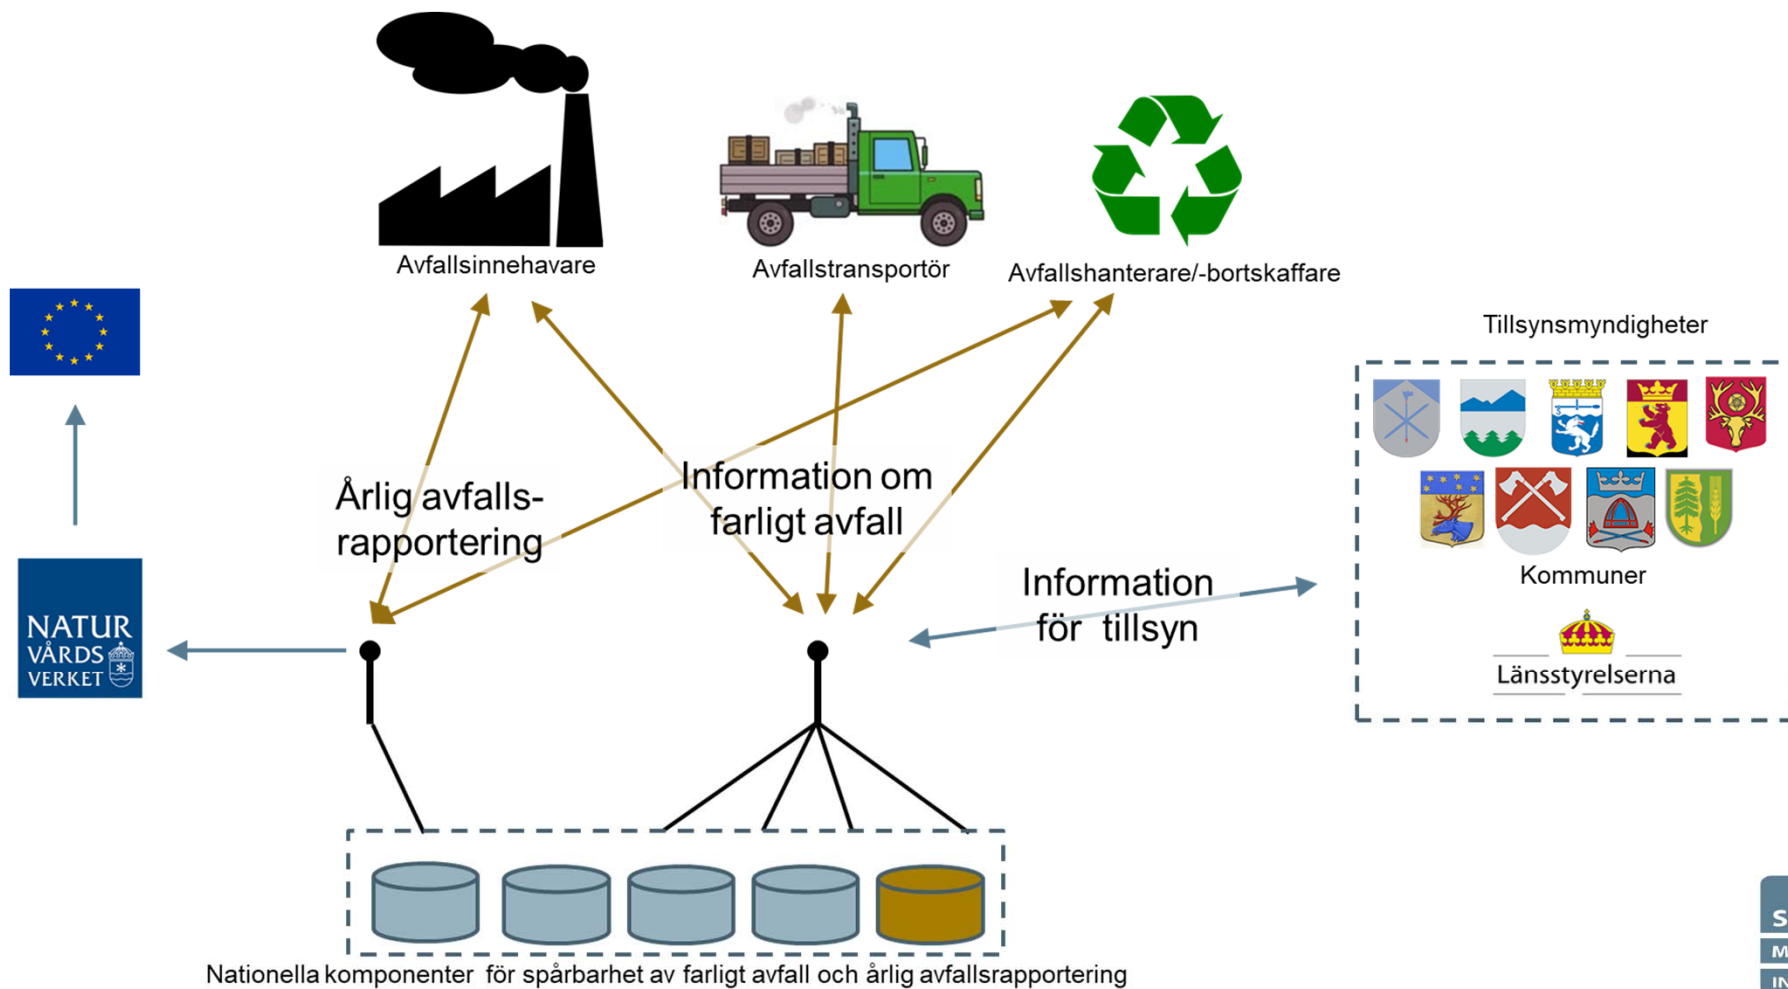 Avfallsinnehavare
Avfallstransportör
Avfallshanterare/-bortskaffare
Tillsynsmyndigheter
Årlig avfalls-
rapportering
Information om
farligt avfall
Information
för tillsyn
Kommuner
NATUR
VÅRDS
VERKET
Länsstyrelserna
Nationella komponenter för spårbarhet av farligt avfall och årlig avfallsrapportering
S
M
IN